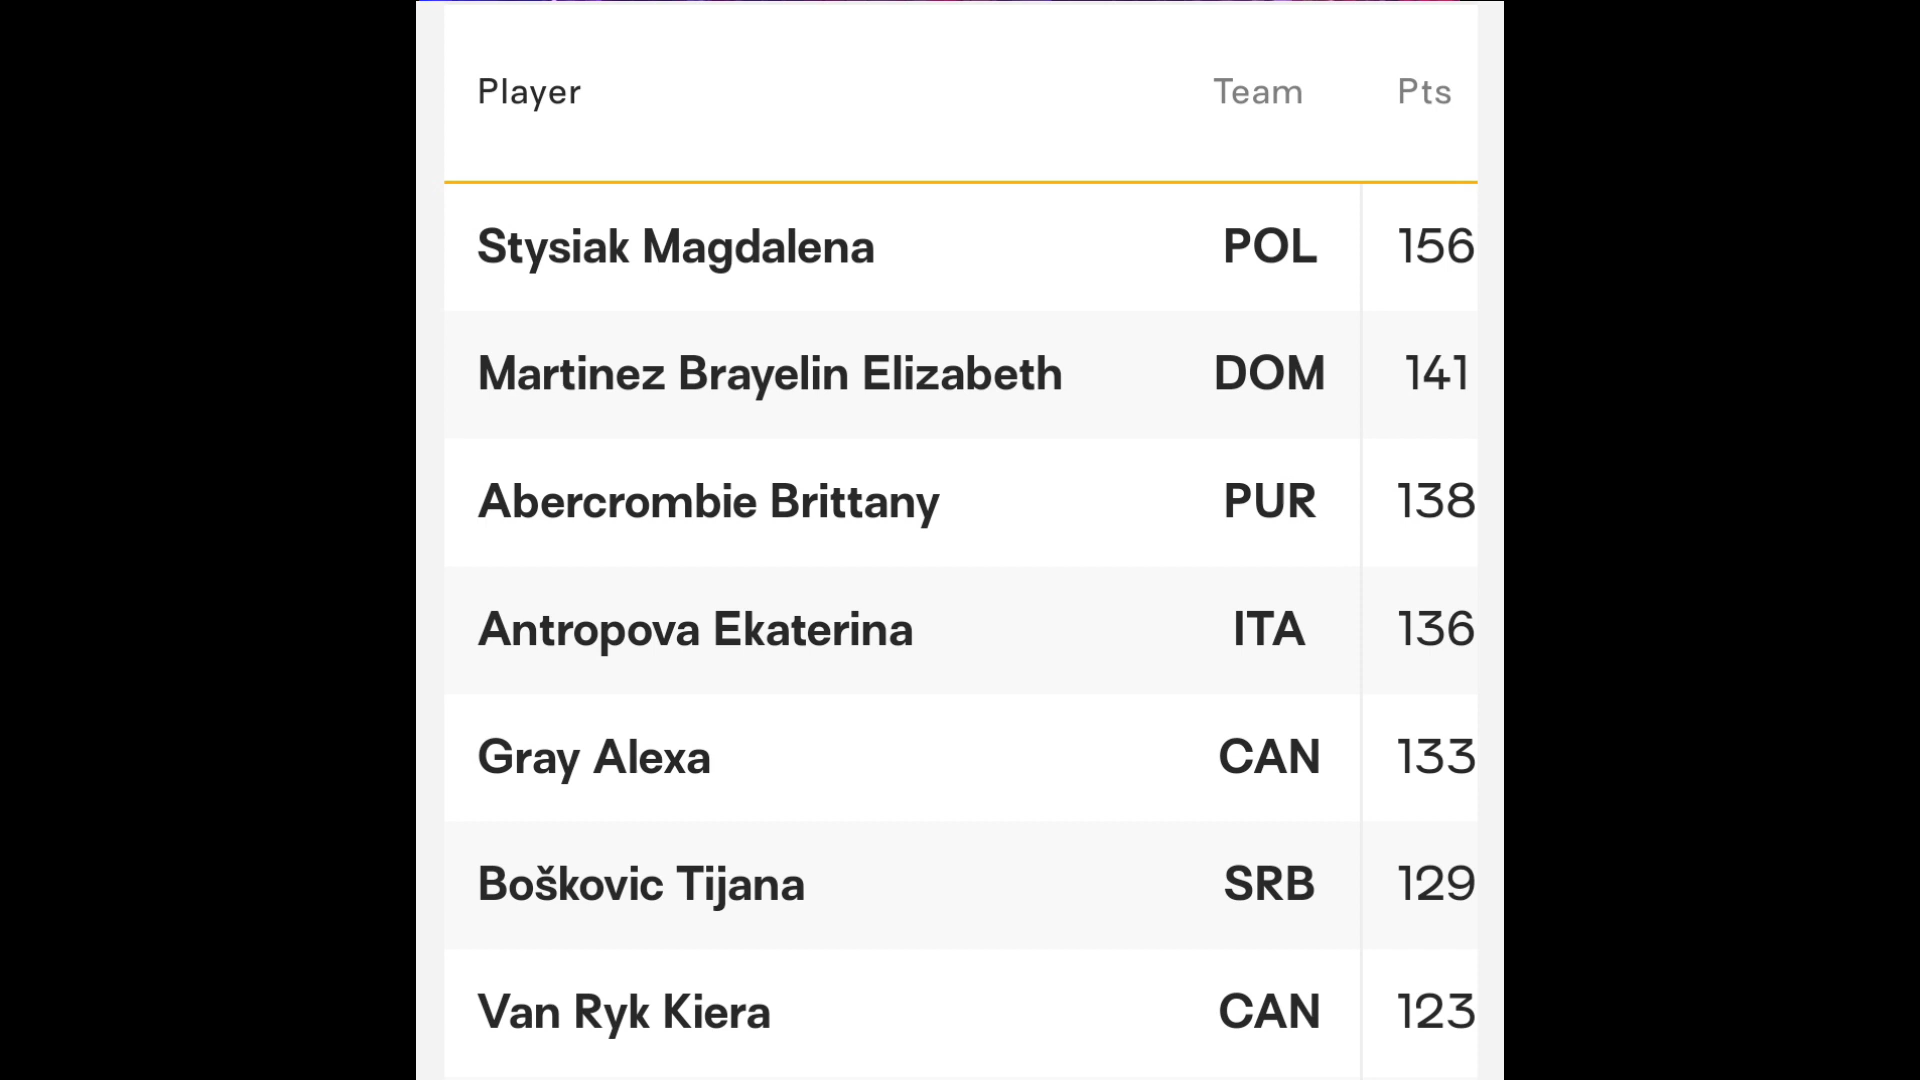 Player Team Pts
Stysiak Magdalena POL 156
Martinez Brayelin Elizabeth DOM 141
Abercrombie Brittany PUR 138
Antropova Ekaterina ITA 136
Gray Alexa CAN 133
Boškovic Tijana SRB 129
Van Ryk Kiera CAN 123